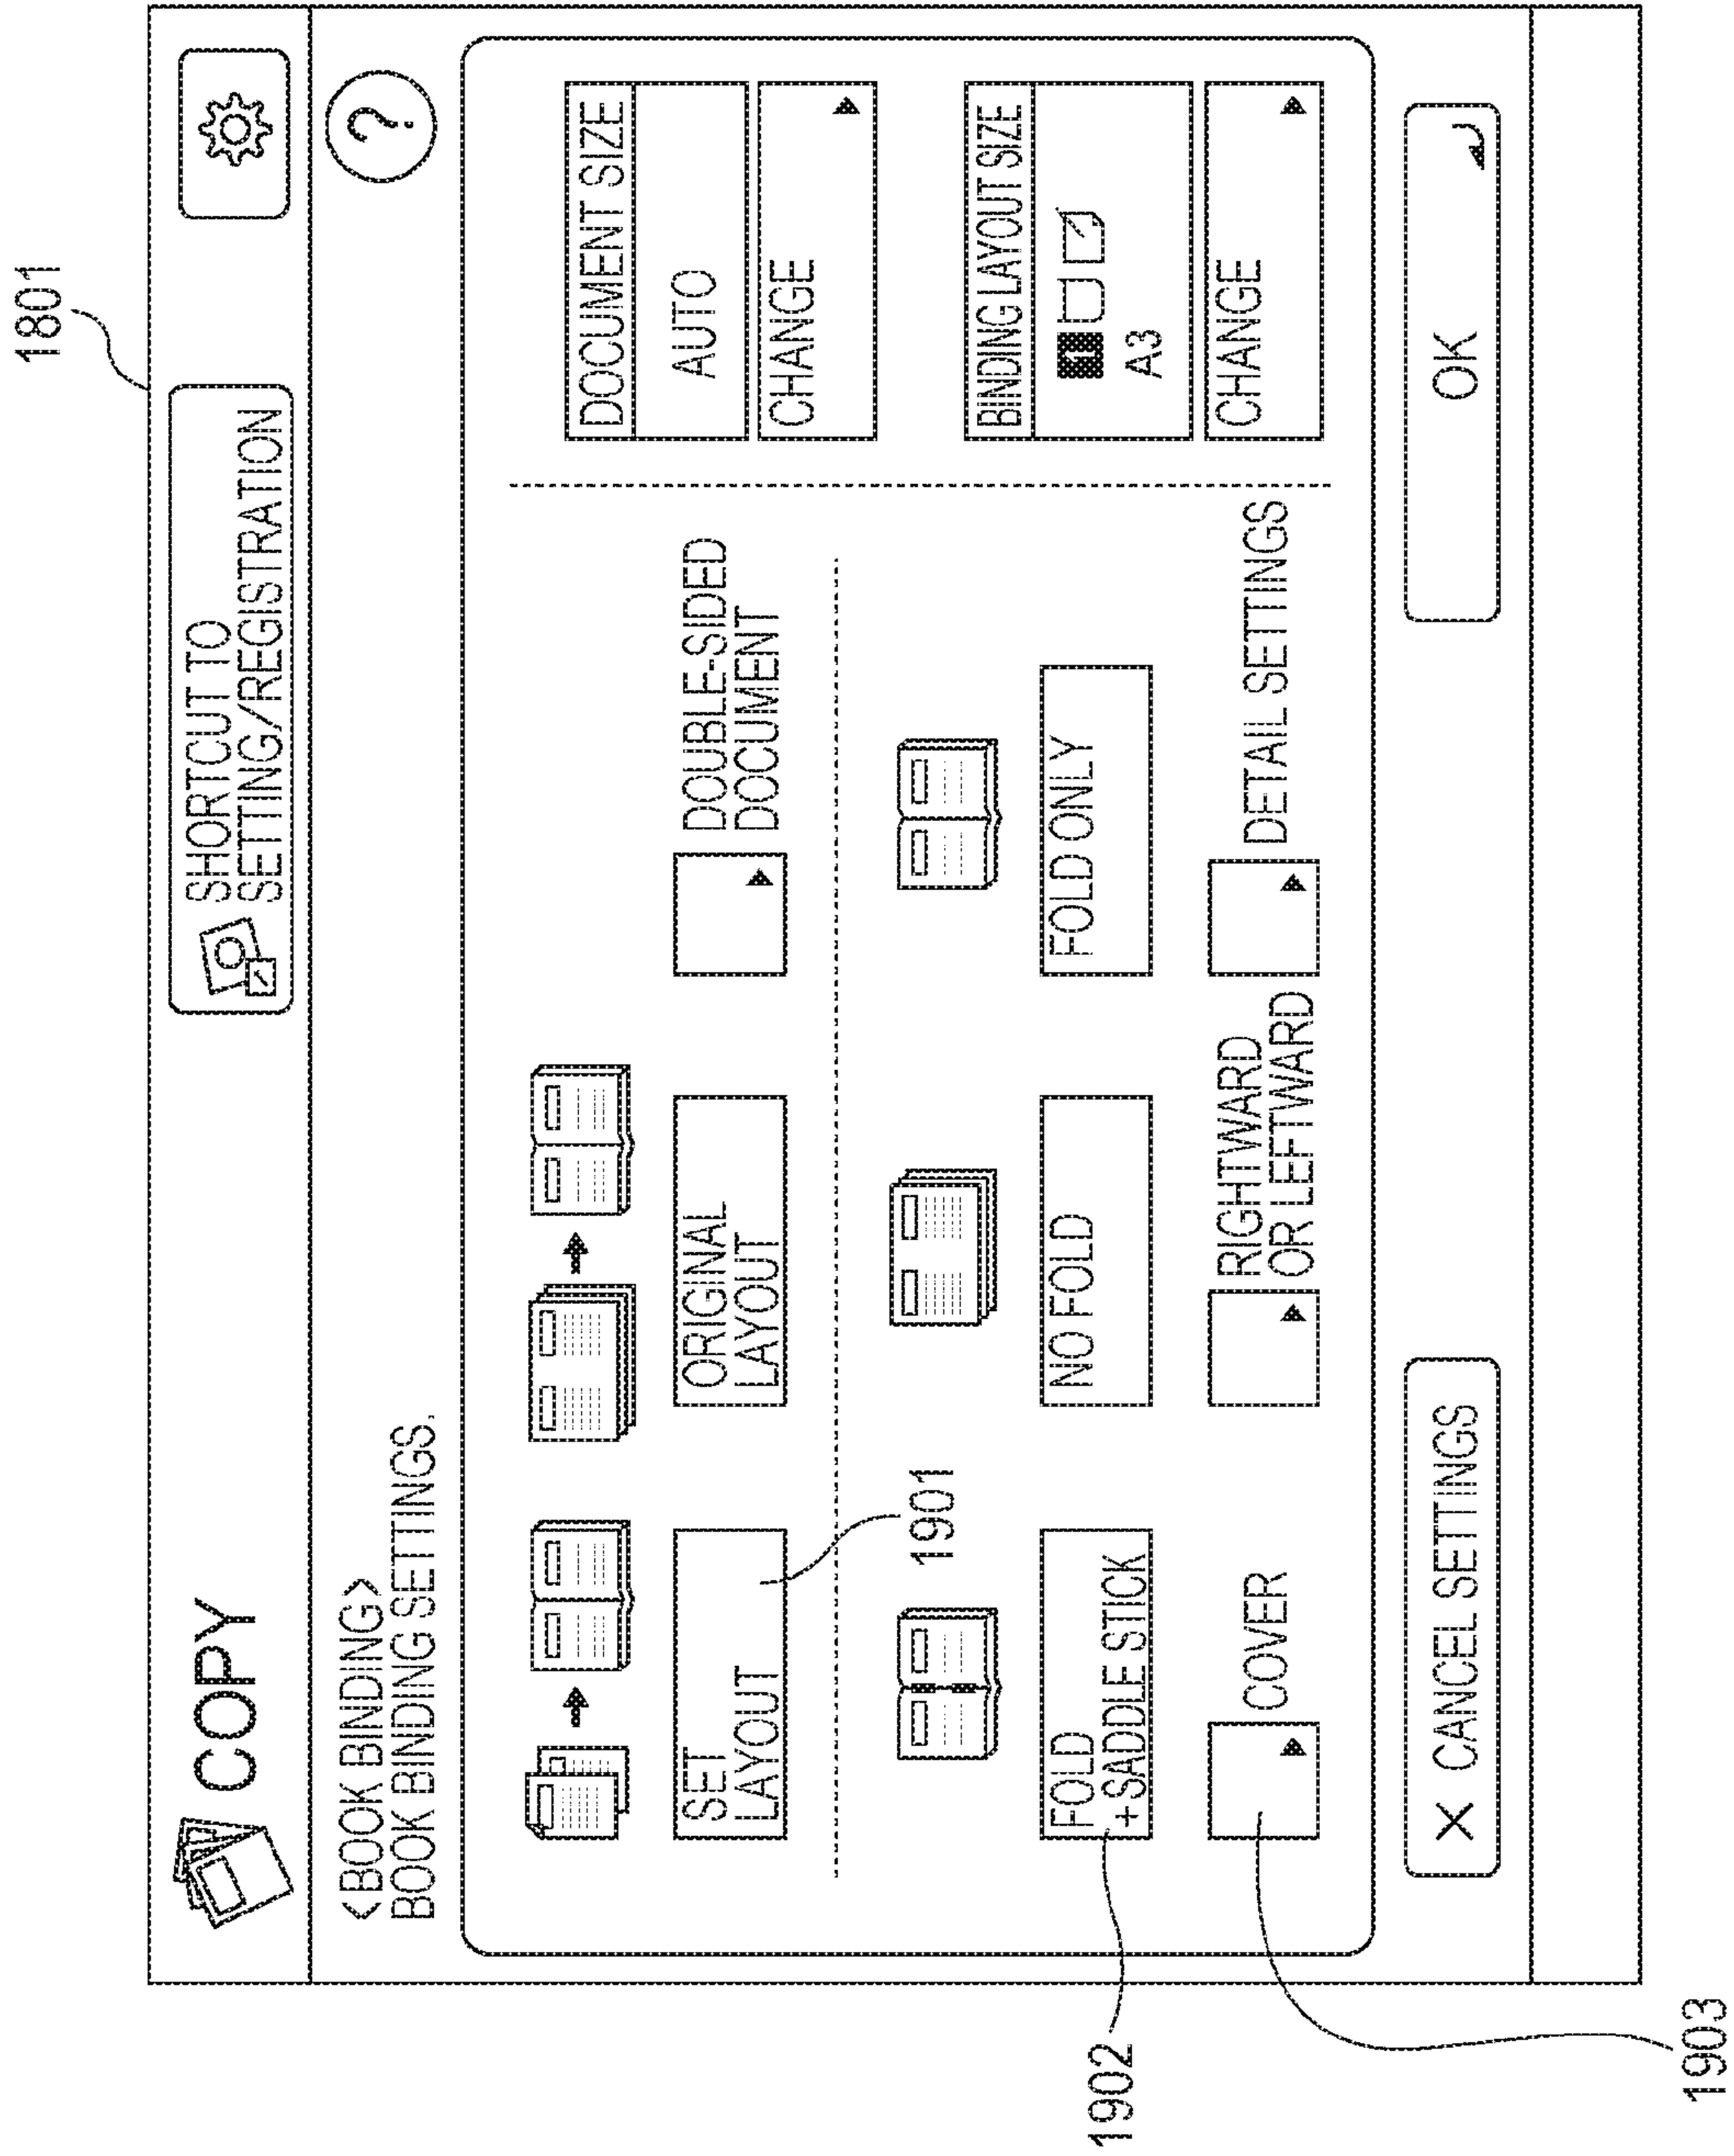 1801
COPY
SHORTCUT TO
SETTING/REGISTRATION
<BOOK BINDING>
BOOK BINDING SETTINGS.
?
SET
LAYOUT
ORIGINAL
LAYOUT
DOUBLE-SIDED
DOCUMENT
1901
FOLD
+SADDLE STICK
NO FOLD
FOLD ONLY
COVER
RIGHTWARD
OR LEFTWARD
DETAIL SETTINGS
DOCUMENT SIZE
AUTO
CHANGE
BINDING LAYOUT SIZE
A3
CHANGE
X CANCEL SETTINGS
OK
1902
1903